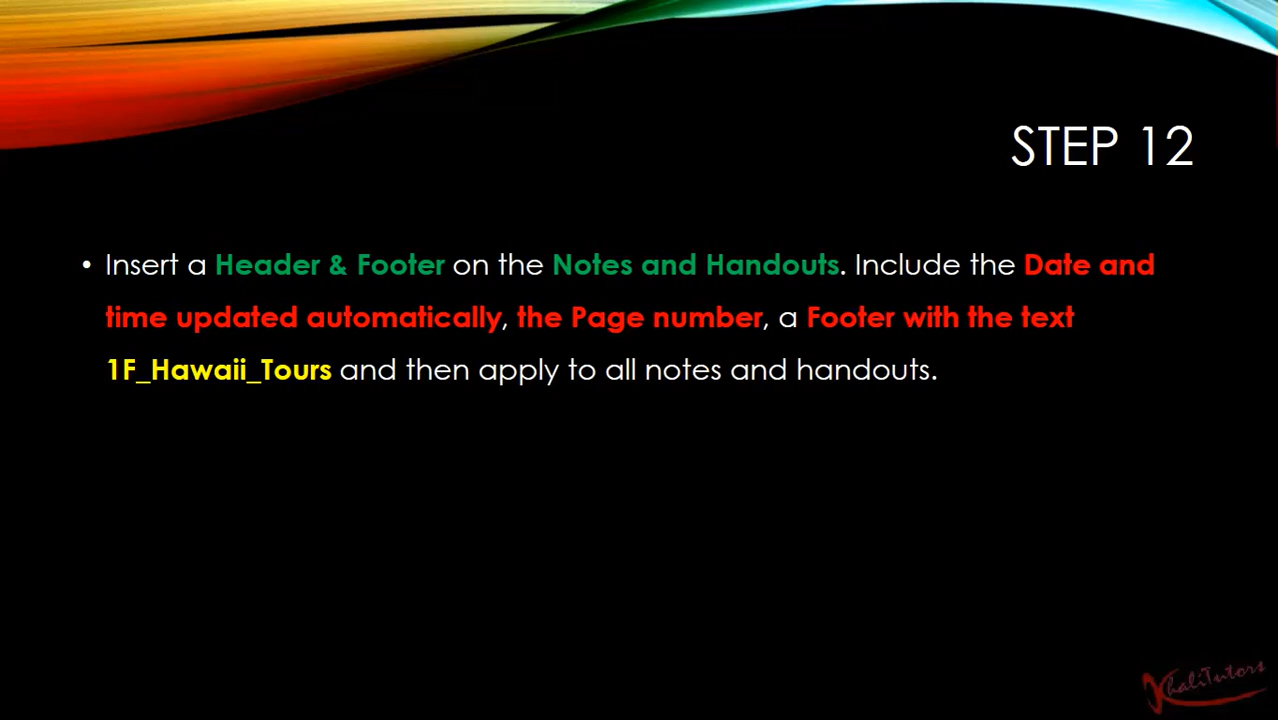 STEP 12
• Insert a Header & Footer on the Notes and Handouts. Include the Date and
time updated automatically, the Page number, a Footer with the text
1F_Hawaii_Tours and then apply to all notes and handouts.
KhaliTutors